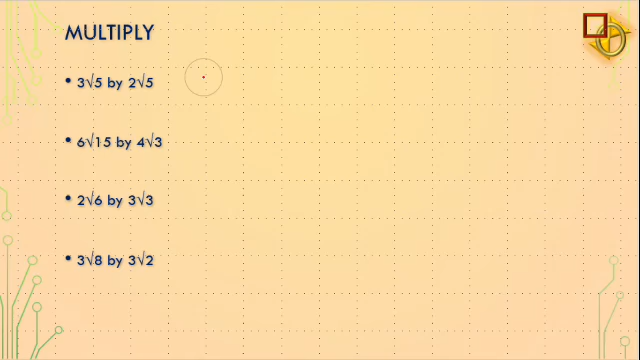 MULTIPLY
• 3√5 by 2√5
• 6√15 by 4√3
• 2√6 by 3√3
• 3√8 by 3√2